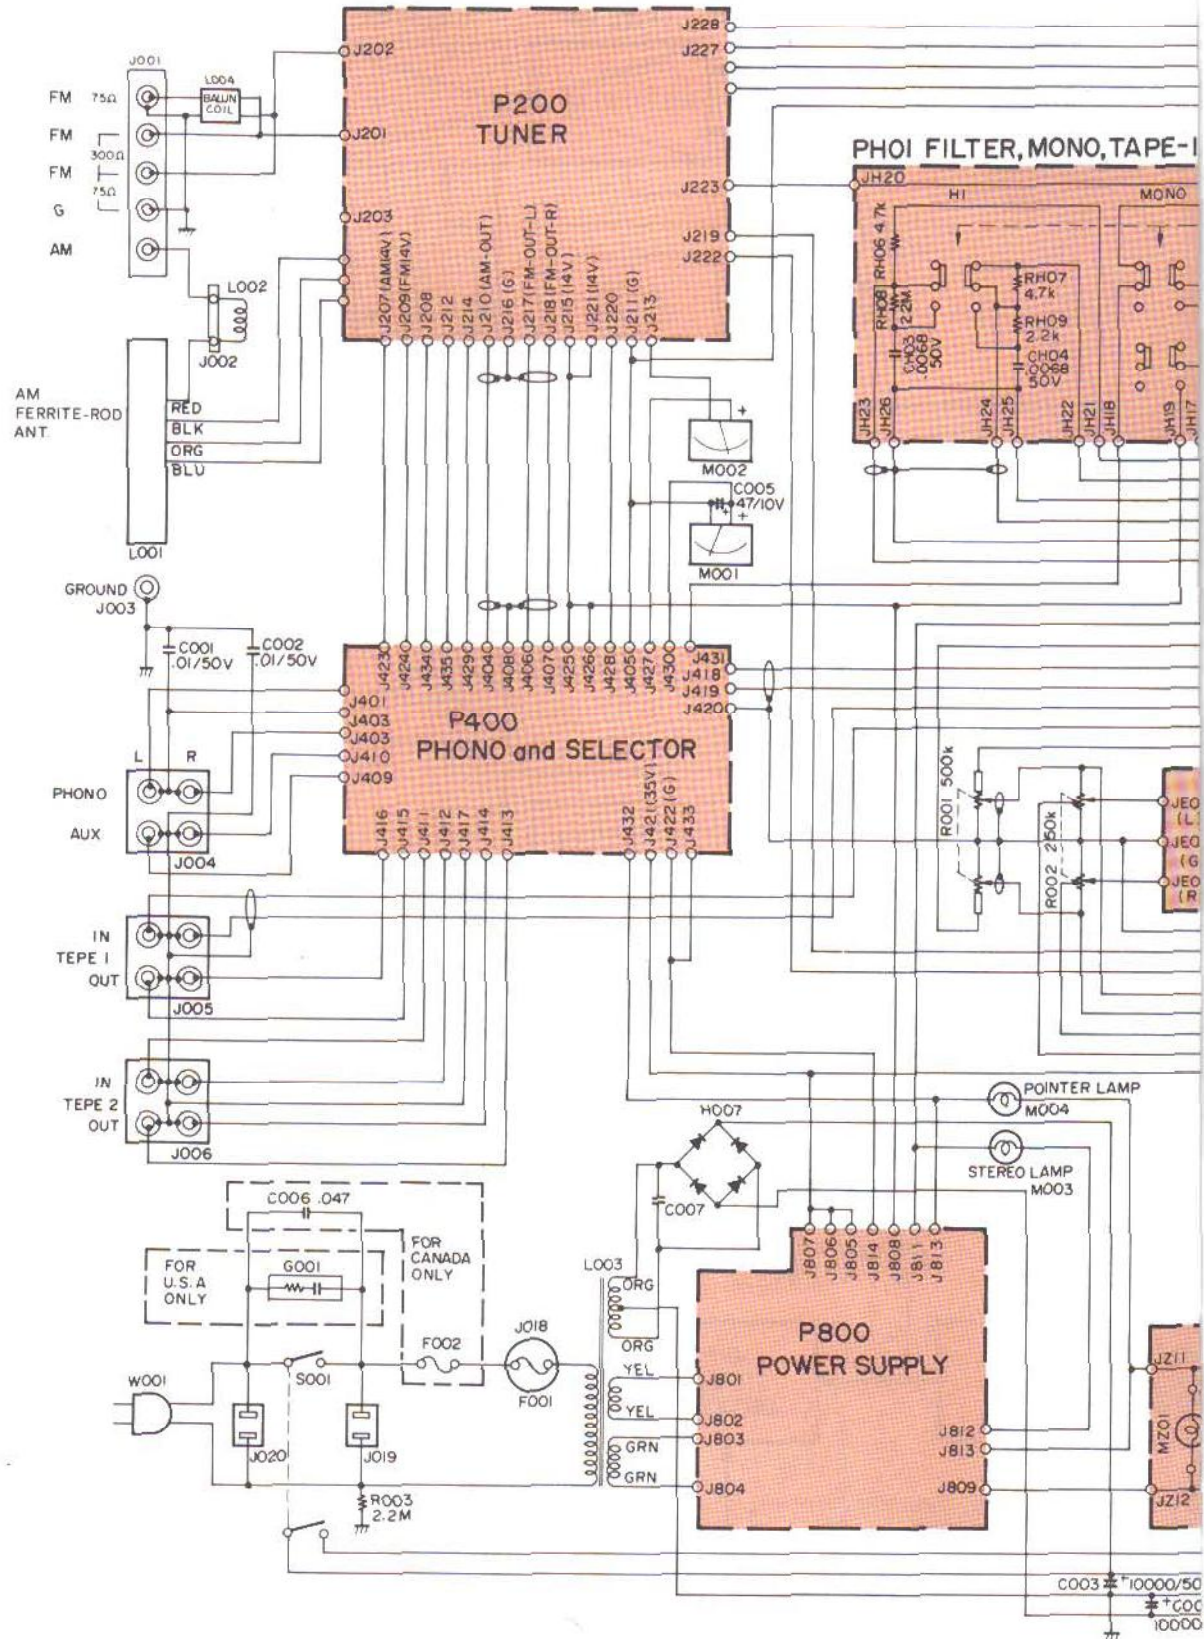 J001
FM 75Ω
FM
300Ω
FM
75Ω
G
AM
L004
BALUN
COIL
L002
J002
AM
FERRITE-ROD
ANT.
RED
BLK
ORG
BLU
L001
J202
J201
J203
P200
TUNER
J228
J227
J223
J219
J222
J207(AM14V)
J209(FM14V)
J208
J212
J214
J210(AM-OUT)
J216(G)
J217(FM-OUT-L)
J218(FM-OUT-R)
J215(14V)
J221(14V)
J220
J211(G)
J213
PH01 FILTER, MONO, TAPE-
JH20
HI
MONO
RH06 4.7k
RH08
2.2M
CH03
.0068
50V
RH07
4.7k
RH09
2.2k
CH04
.0068
50V
JH23
JH26
JH24
JH25
JH22
JH21
JH18
JH19
JH17
M002
C005
47/10V
M001
GROUND
J003
C001
.01/50V
C002
.01/50V
J423
J424
J434
J435
J429
J404
J408
J406
J407
J425
J426
J428
J405
J427
J430
J431
J418
J419
J420
J401
J403
J403
J410
J409
P400
PHONO and SELECTOR
J416
J415
J411
J412
J417
J414
J413
J432
J421(35V)
J422(G)
J433
L R
PHONO
AUX
J004
IN
TEPE 1
OUT
J005
IN
TEPE 2
OUT
J006
R001 500k
R002 250k
JE0
(L
JE0
(G
JE0
(R
POINTER LAMP
M004
STEREO LAMP
M003
H007
C007
C006 .047
FOR
CANADA
ONLY
FOR
U.S.A
ONLY
G001
L003
ORG
ORG
YEL
YEL
GRN
GRN
F002
J018
F001
W001
S001
J020
J019
R003
2.2M
J807
J806
J805
J814
J808
J811
J813
P800
POWER SUPPLY
J801
J802
J803
J804
J812
J813
J809
JZ11
MZ01
JZ12
C003 + 10000/50
+ C00
10000